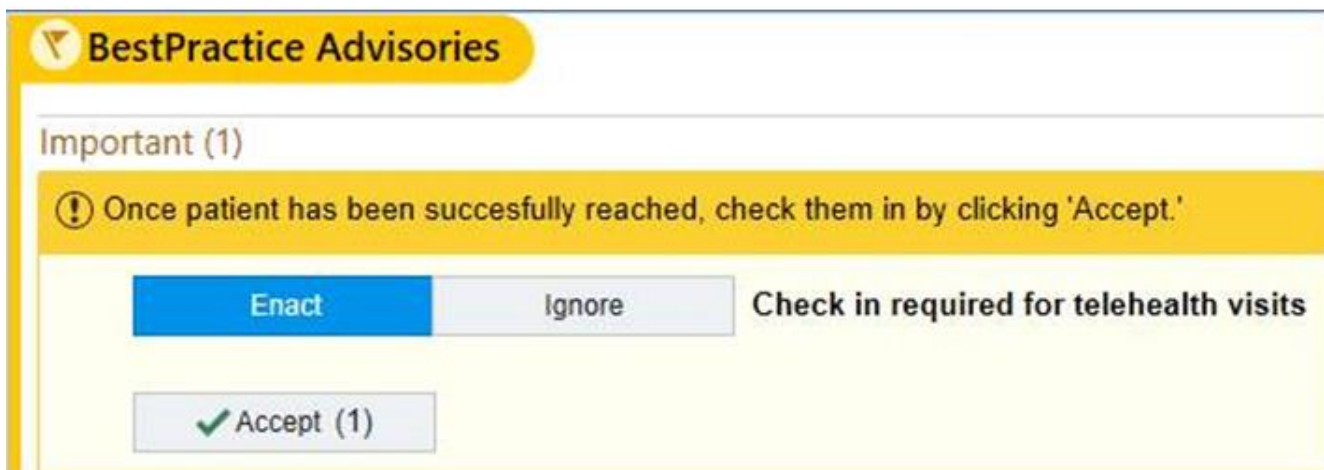 BestPractice Advisories
Important (1)
Once patient has been succesfully reached, check them in by clicking 'Accept.'
Enact Ignore Check in required for telehealth visits
Accept (1)